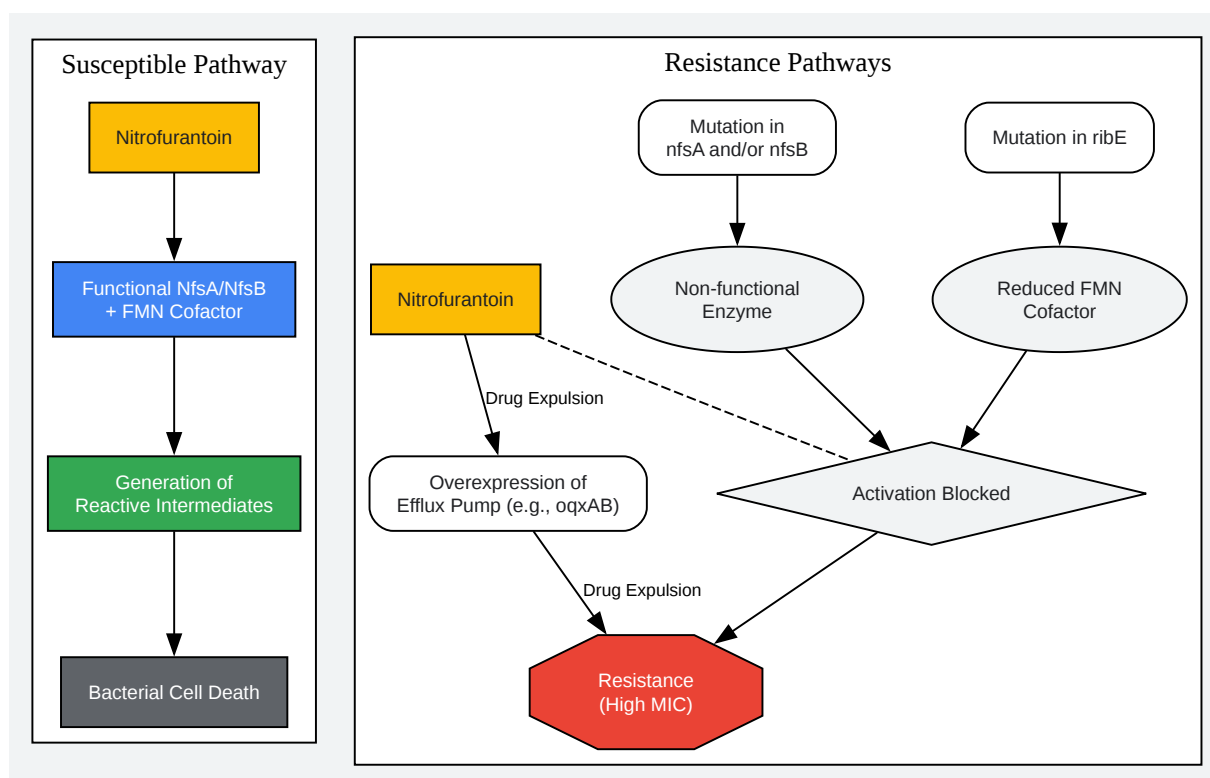 Susceptible Pathway
Nitrofurantoin
Functional NfsA/NfsB
+ FMN Cofactor
Generation of
Reactive Intermediates
Bacterial Cell Death
Resistance Pathways
Mutation in
nfsA and/or nfsB
Mutation in ribE
Nitrofurantoin
Non-functional
Enzyme
Reduced FMN
Cofactor
Drug Expulsion
Overexpression of
Efflux Pump (e.g., oqxAB)
Activation Blocked
Drug Expulsion
Resistance
(High MIC)